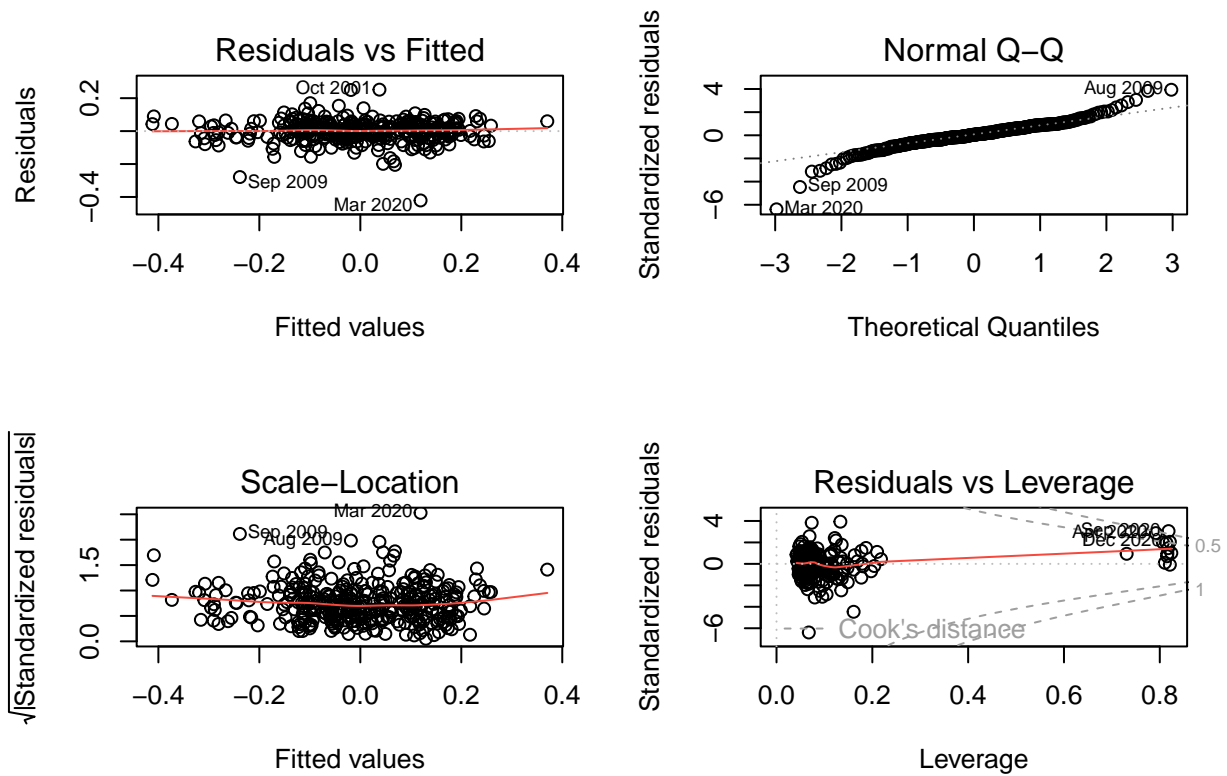 Residuals vs Fitted
Residuals
0.2
−0.4
Oct 2001
Sep 2009
Mar 2020
−0.4 −0.2 0.0 0.2 0.4
Fitted values
Normal Q−Q
Standardized residuals
4
0
−6
Aug 2009
Sep 2009
Mar 2020
−3 −2 −1 0 1 2 3
Theoretical Quantiles
Scale−Location
√|Standardized residuals|
1.5
0.0
Mar 2020
Sep 2009
Aug 2009
−0.4 −0.2 0.0 0.2 0.4
Fitted values
Residuals vs Leverage
Standardized residuals
4
0
−6
Sep 2020
Dec 2020
0.5
1
Cook's distance
0.0 0.2 0.4 0.6 0.8
Leverage